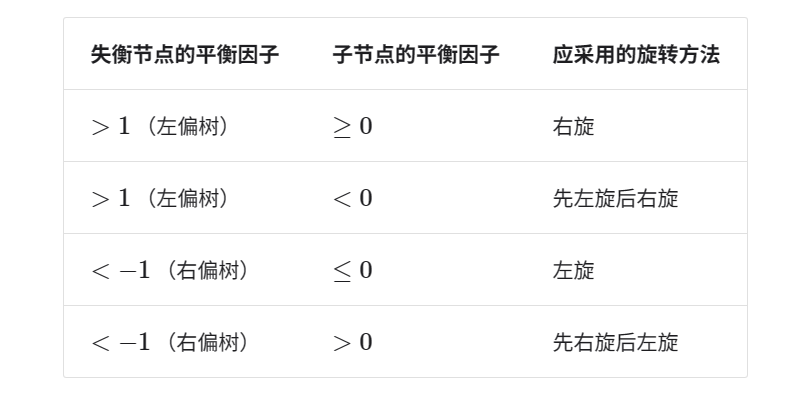 失衡节点的平衡因子 子节点的平衡因子 应采用的旋转方法
> 1（左偏树） ≥ 0 右旋
> 1（左偏树） < 0 先左旋后右旋
< −1（右偏树） ≤ 0 左旋
< −1（右偏树） > 0 先右旋后左旋